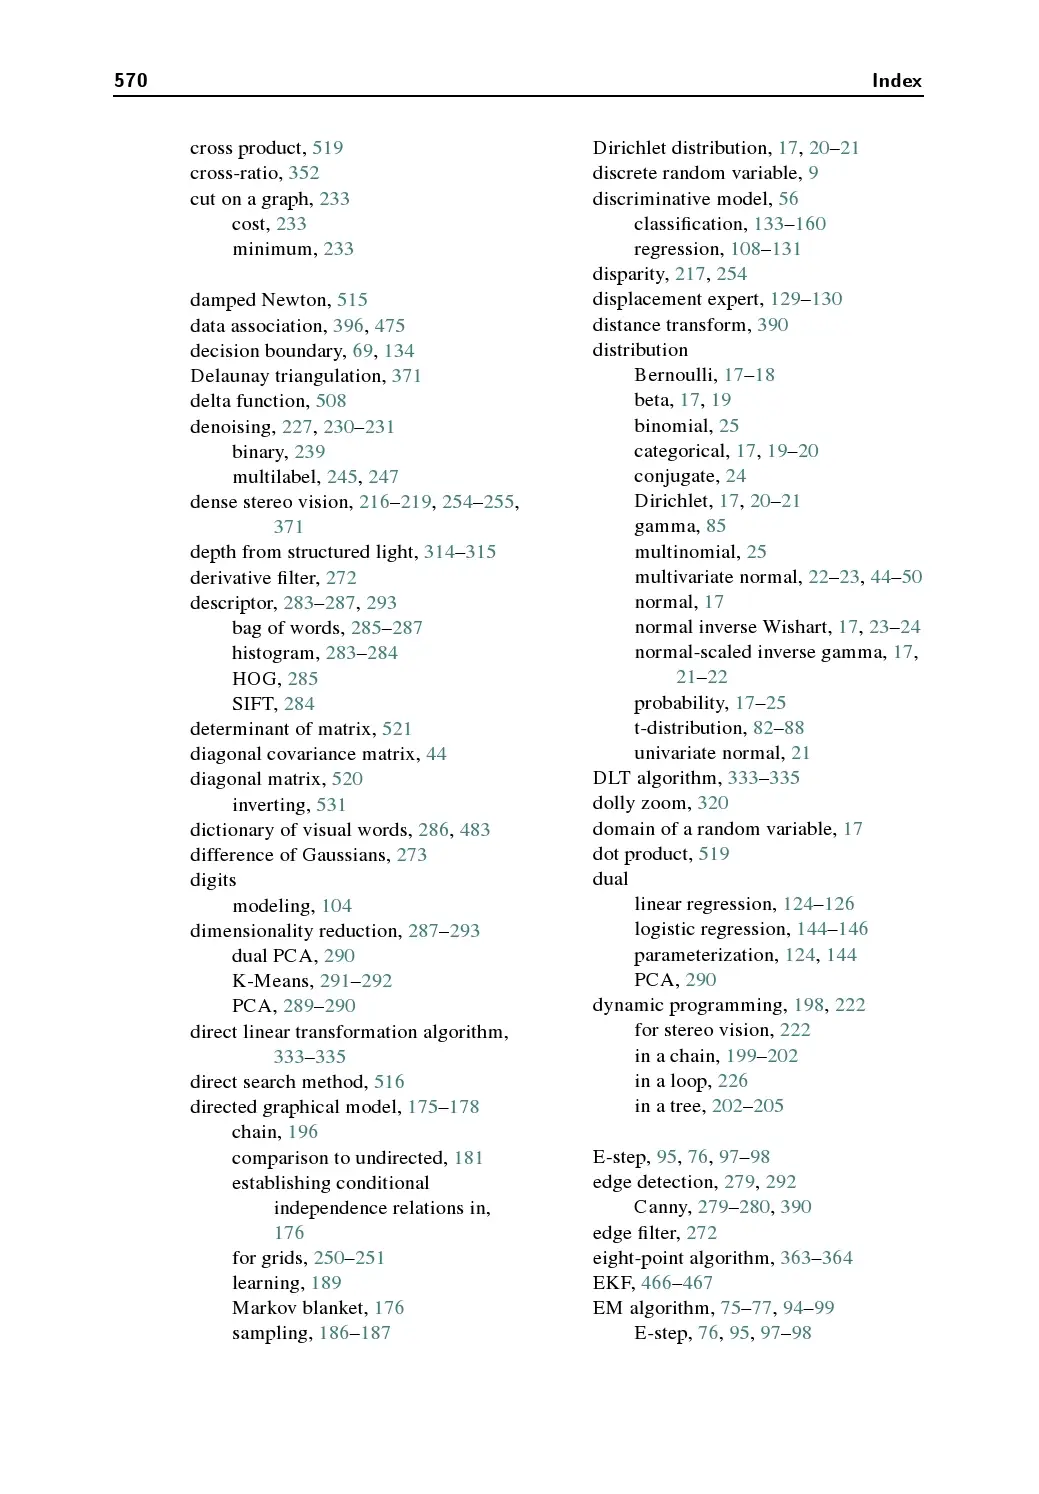 570 Index
cross product, 519
cross-ratio, 352
cut on a graph, 233
cost, 233
minimum, 233
damped Newton, 515
data association, 396, 475
decision boundary, 69, 134
Delaunay triangulation, 371
delta function, 508
denoising, 227, 230–231
binary, 239
multilabel, 245, 247
dense stereo vision, 216–219, 254–255,
371
depth from structured light, 314–315
derivative filter, 272
descriptor, 283–287, 293
bag of words, 285–287
histogram, 283–284
HOG, 285
SIFT, 284
determinant of matrix, 521
diagonal covariance matrix, 44
diagonal matrix, 520
inverting, 531
dictionary of visual words, 286, 483
difference of Gaussians, 273
digits
modeling, 104
dimensionality reduction, 287–293
dual PCA, 290
K-Means, 291–292
PCA, 289–290
direct linear transformation algorithm,
333–335
direct search method, 516
directed graphical model, 175–178
chain, 196
comparison to undirected, 181
establishing conditional
independence relations in,
176
for grids, 250–251
learning, 189
Markov blanket, 176
sampling, 186–187
Dirichlet distribution, 17, 20–21
discrete random variable, 9
discriminative model, 56
classification, 133–160
regression, 108–131
disparity, 217, 254
displacement expert, 129–130
distance transform, 390
distribution
Bernoulli, 17–18
beta, 17, 19
binomial, 25
categorical, 17, 19–20
conjugate, 24
Dirichlet, 17, 20–21
gamma, 85
multinomial, 25
multivariate normal, 22–23, 44–50
normal, 17
normal inverse Wishart, 17, 23–24
normal-scaled inverse gamma, 17,
21–22
probability, 17–25
t-distribution, 82–88
univariate normal, 21
DLT algorithm, 333–335
dolly zoom, 320
domain of a random variable, 17
dot product, 519
dual
linear regression, 124–126
logistic regression, 144–146
parameterization, 124, 144
PCA, 290
dynamic programming, 198, 222
for stereo vision, 222
in a chain, 199–202
in a loop, 226
in a tree, 202–205
E-step, 95, 76, 97–98
edge detection, 279, 292
Canny, 279–280, 390
edge filter, 272
eight-point algorithm, 363–364
EKF, 466–467
EM algorithm, 75–77, 94–99
E-step, 76, 95, 97–98